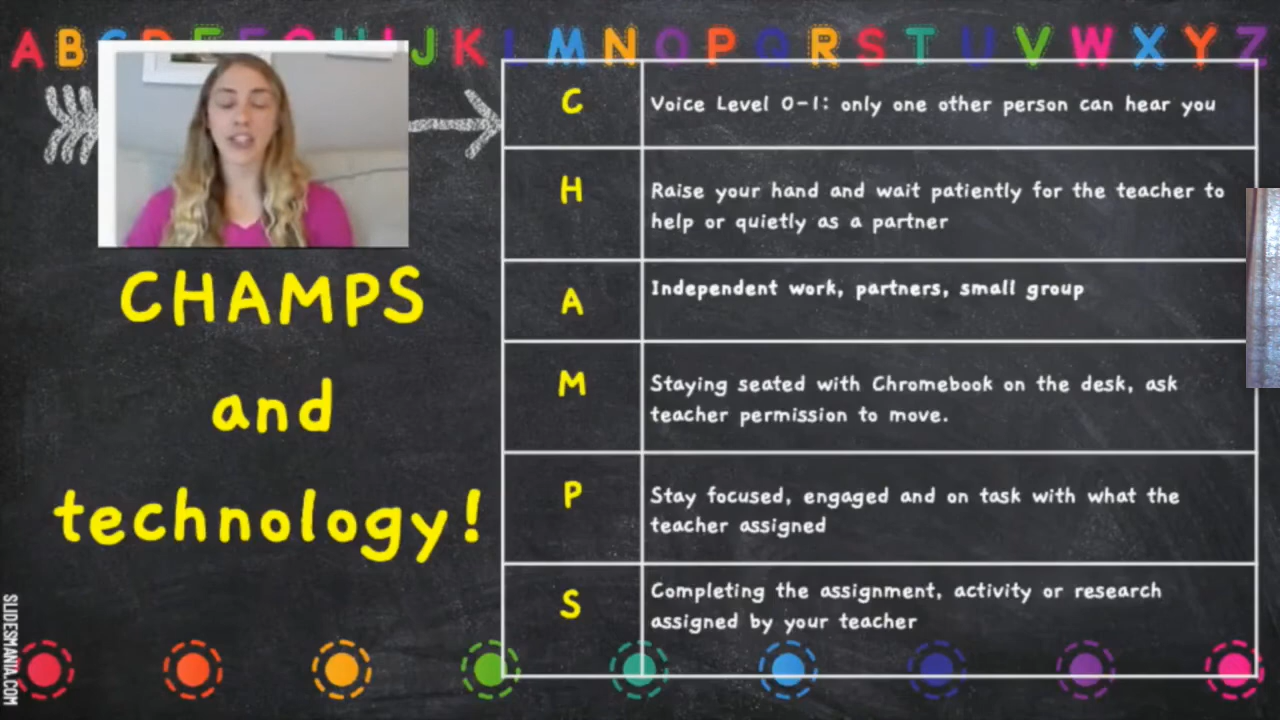 A B C D E F G H I J K L M N O P Q R S T U V W X Y Z
CHAMPS
and
technology!
C
Voice Level 0-1: only one other person can hear you
H
Raise your hand and wait patiently for the teacher to
help or quietly as a partner
A
Independent work, partners, small group
M
Staying seated with Chromebook on the desk, ask
teacher permission to move.
P
Stay focused, engaged and on task with what the
teacher assigned
S
Completing the assignment, activity or research
assigned by your teacher
SLIDESMANIA.COM